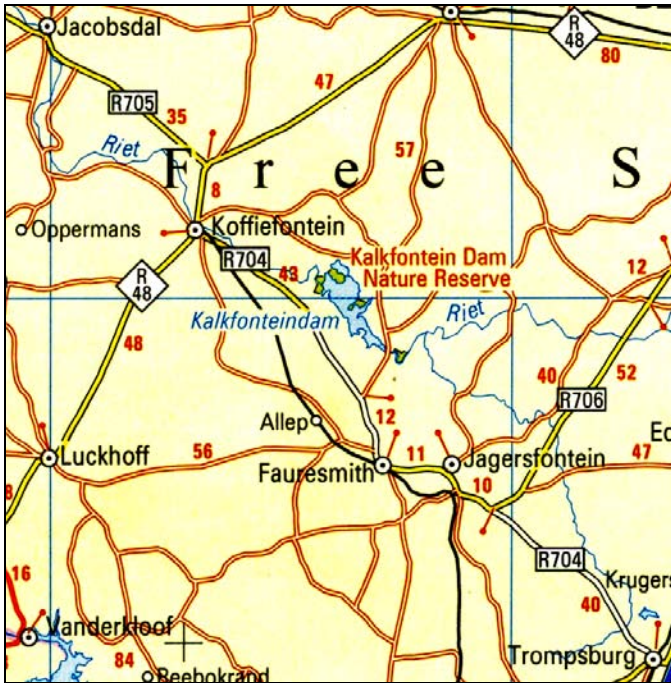 Jacobsdal
R
48
80
47
R705
35
Riet
57
Free S
8
Oppermans
Koffiefontein
R704
43
Kalkfontein Dam
Nature Reserve
12
R
48
Kalkfonteindam
Riet
48
40
52
R706
12
Allep
56
11
Luckhoff
Fauresmith
Jagersfontein
47
10
8
R704
16
40
Krugers
Vanderkloof
84
Beebokrand
Trompsburg